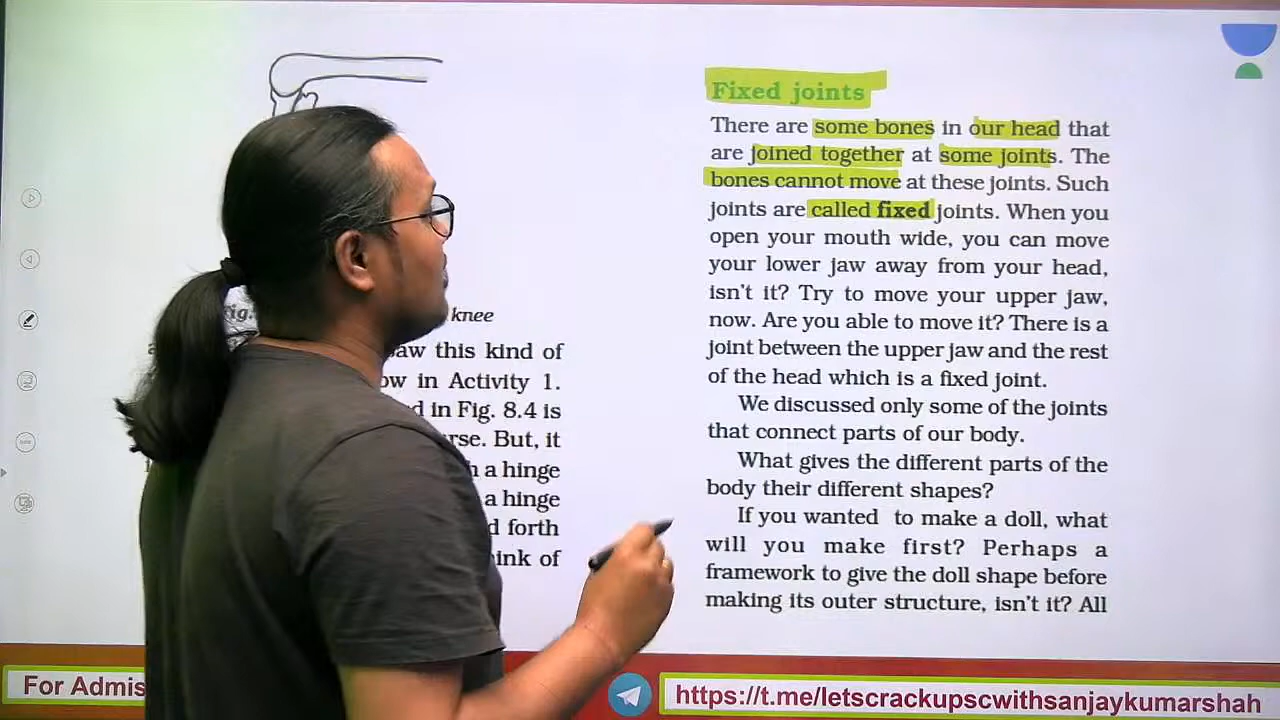 knee
saw this kind of
ow in Activity 1.
d in Fig. 8.4 is
rse. But, it
a hinge
a hinge
d forth
ink of
Fixed joints
There are some bones in our head that
are joined together at some joints. The
bones cannot move at these joints. Such
joints are called fixed joints. When you
open your mouth wide, you can move
your lower jaw away from your head,
isn't it? Try to move your upper jaw,
now. Are you able to move it? There is a
joint between the upper jaw and the rest
of the head which is a fixed joint.
We discussed only some of the joints
that connect parts of our body.
What gives the different parts of the
body their different shapes?
If you wanted to make a doll, what
will you make first? Perhaps a
framework to give the doll shape before
making its outer structure, isn't it? All
For Admis
https://t.me/letscrackupscwithsanjaykumarshah